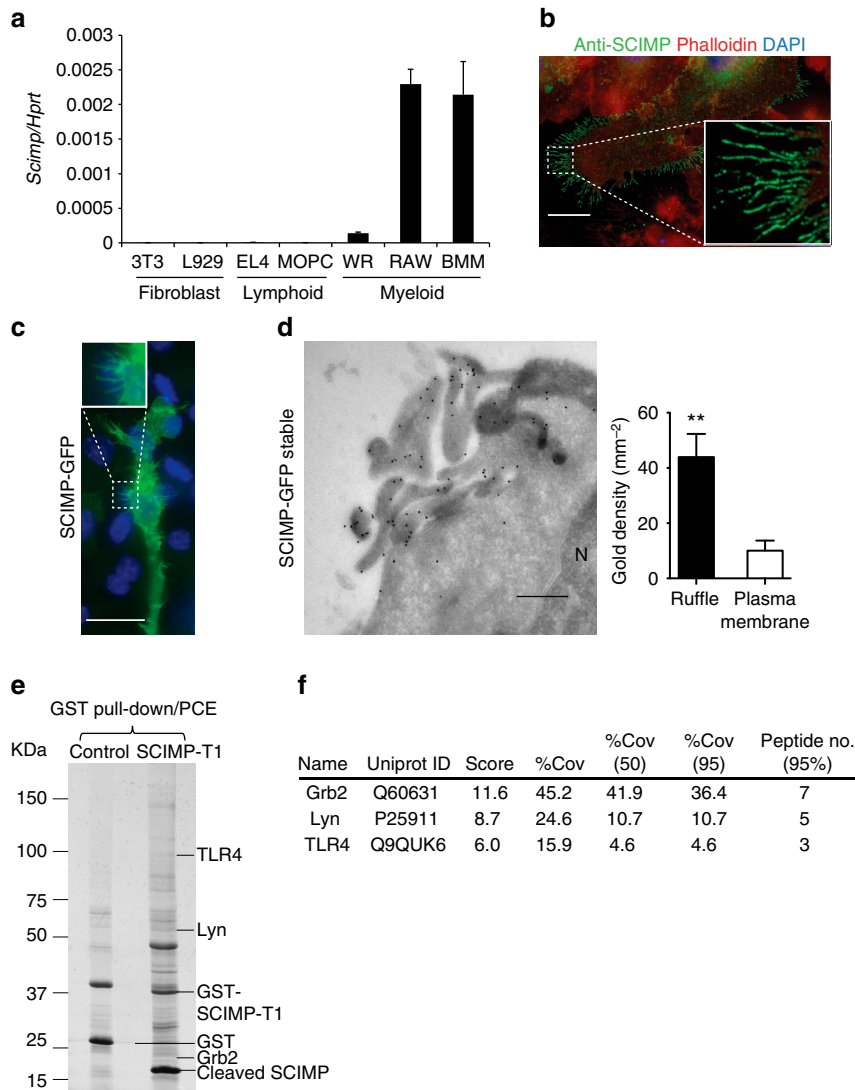 a
0.003
0.0025
0.002
0.0015
0.001
0.0005
0
Scimp/Hprt
3T3 L929 EL4 MOPC WR RAW BMM
Fibroblast Lymphoid Myeloid
b
Anti-SCIMP Phalloidin DAPI
c
SCIMP-GFP
d
SCIMP-GFP stable
N
Gold density (mm⁻²)
60
40
20
0
**
Ruffle Plasma
membrane
e
GST pull-down/PCE
KDa Control SCIMP-T1
150
100
75
50
37
25
15
TLR4
Lyn
GST-
SCIMP-T1
GST
Grb2
Cleaved SCIMP
f
Name Uniprot ID Score %Cov %Cov (50) %Cov (95) Peptide no. (95%)
Grb2 Q60631 11.6 45.2 41.9 36.4 7
Lyn P25911 8.7 24.6 10.7 10.7 5
TLR4 Q9QUK6 6.0 15.9 4.6 4.6 3